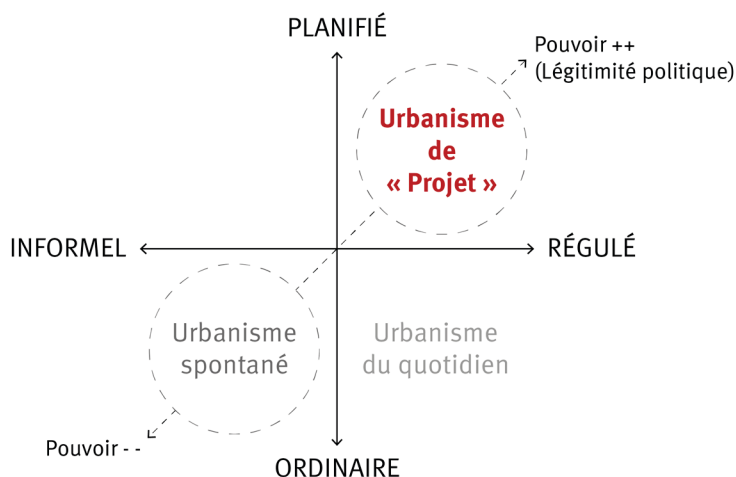 PLANIFIÉ
Pouvoir ++
(Légitimité politique)
Urbanisme
de
« Projet »
INFORMEL
RÉGULÉ
Urbanisme
spontané
Urbanisme
du quotidien
Pouvoir - -
ORDINAIRE